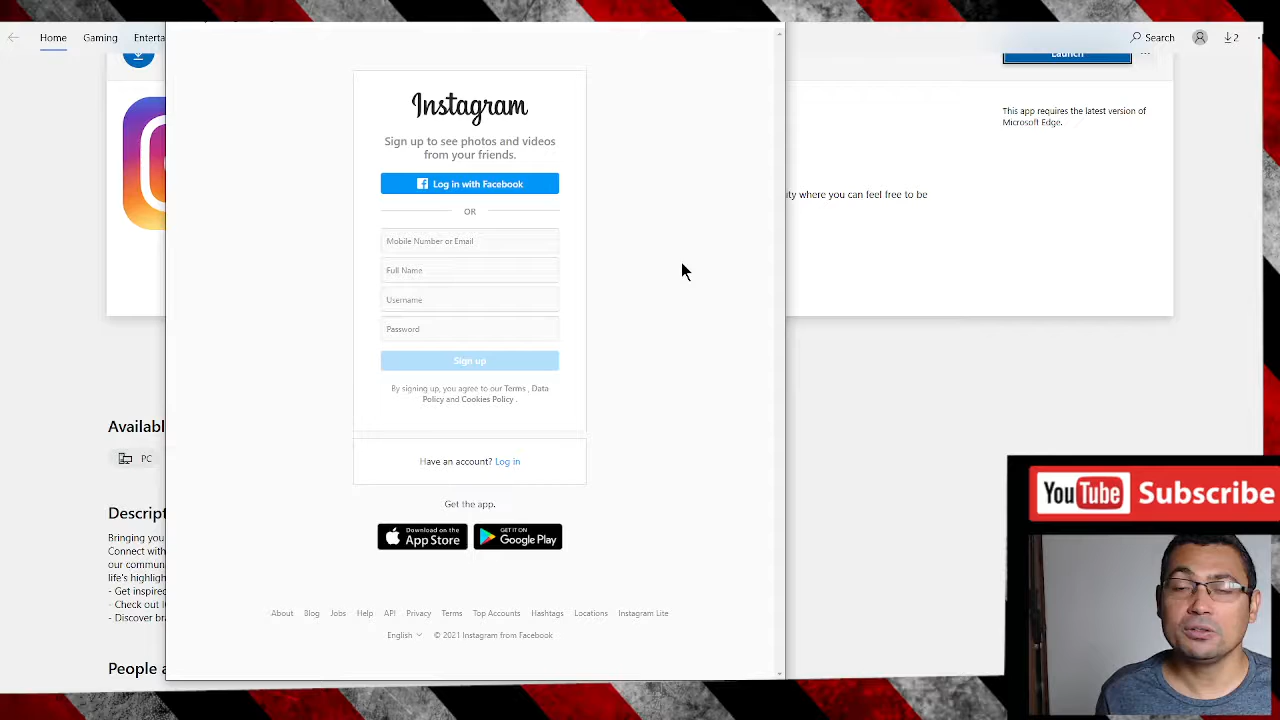 Home Gaming Enterta
Search
2
Launch
This app requires the latest version of
Microsoft Edge.
ity where you can feel free to be
Instagram
Sign up to see photos and videos
from your friends.
Log in with Facebook
OR
Mobile Number or Email
Full Name
Username
Password
Sign up
By signing up, you agree to our Terms , Data
Policy and Cookies Policy .
Have an account? Log in
Get the app.
Download on the
App Store
GET IT ON
Google Play
About Blog Jobs Help API Privacy Terms Top Accounts Hashtags Locations Instagram Lite
English © 2021 Instagram from Facebook
Availabl
PC
Descript
Bringing you
Connect with
our commun
life's highligh
- Get inspired
- Check out I
- Discover bra
People a
YouTube Subscribe